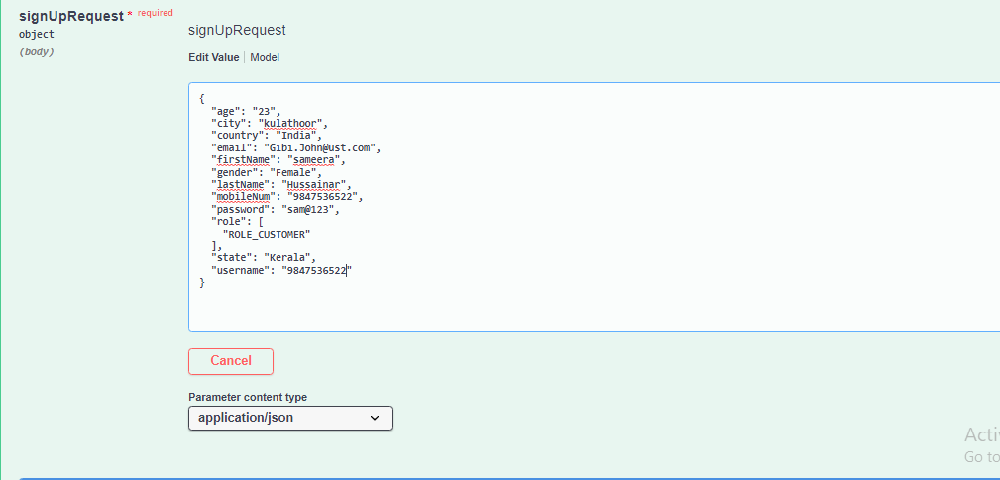 signUpRequest * required
object
(body)
signUpRequest
Edit Value | Model
{
  "age": "23",
  "city": "kulathoor",
  "country": "India",
  "email": "Gibi.John@ust.com",
  "firstName": "sameera",
  "gender": "Female",
  "lastName": "Hussainar",
  "mobileNum": "9847536522",
  "password": "sam@123",
  "role": [
    "ROLE_CUSTOMER"
  ],
  "state": "Kerala",
  "username": "9847536522"
}
Cancel
Parameter content type
application/json
Acti
Go to